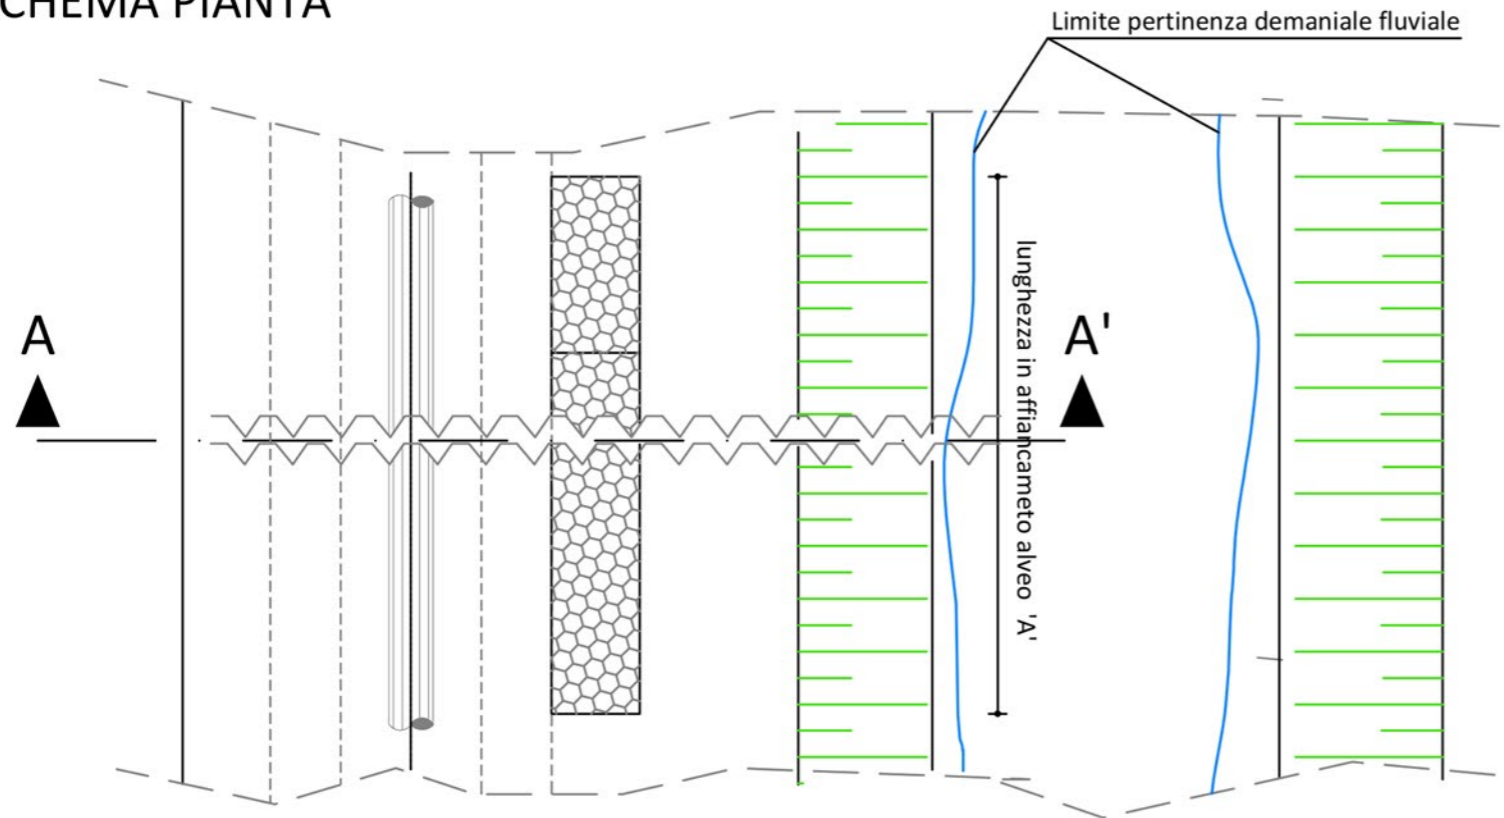 CHEMA PIANTA
Limite pertinenza demaniale fluviale
A
A'
lunghezza in affiancameto alveo 'A'